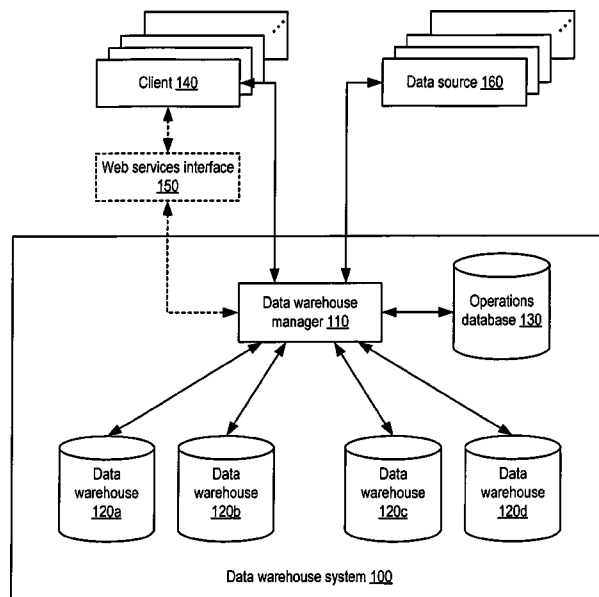 Client 140
Data source 160
Web services interface
150
Data warehouse
manager 110
Operations
database 130
Data
warehouse
120a
Data
warehouse
120b
Data
warehouse
120c
Data
warehouse
120d
Data warehouse system 100